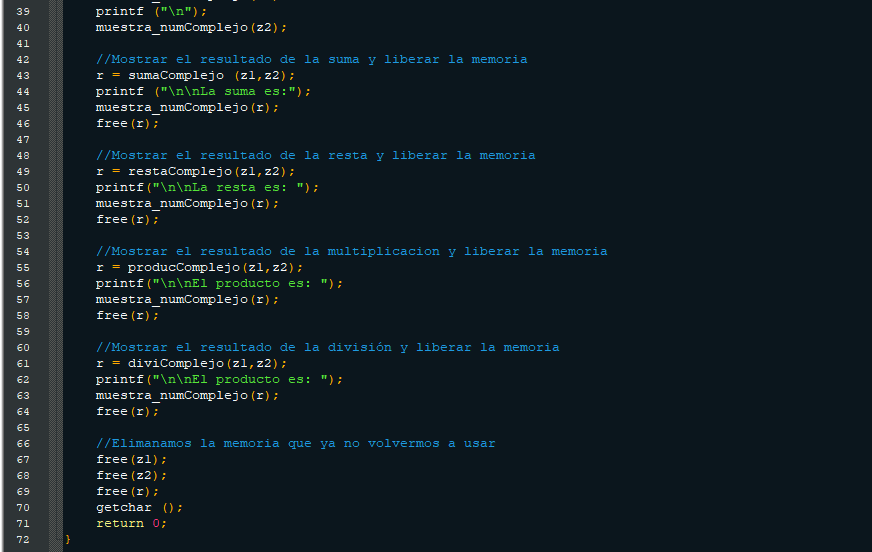 39 printf ("\n");
40 muestra_numComplejo(z2);
41
42 //Mostrar el resultado de la suma y liberar la memoria
43 r = sumaComplejo (z1,z2);
44 printf ("\n\nLa suma es:");
45 muestra_numComplejo(r);
46 free(r);
47
48 //Mostrar el resultado de la resta y liberar la memoria
49 r = restaComplejo(z1,z2);
50 printf("\n\nLa resta es: ");
51 muestra_numComplejo(r);
52 free(r);
53
54 //Mostrar el resultado de la multiplicacion y liberar la memoria
55 r = producComplejo(z1,z2);
56 printf("\n\nEl producto es: ");
57 muestra_numComplejo(r);
58 free(r);
59
60 //Mostrar el resultado de la división y liberar la memoria
61 r = diviComplejo(z1,z2);
62 printf("\n\nEl producto es: ");
63 muestra_numComplejo(r);
64 free(r);
65
66 //Elimanamos la memoria que ya no volvermos a usar
67 free(z1);
68 free(z2);
69 free(r);
70 getchar ();
71 return 0;
72 }